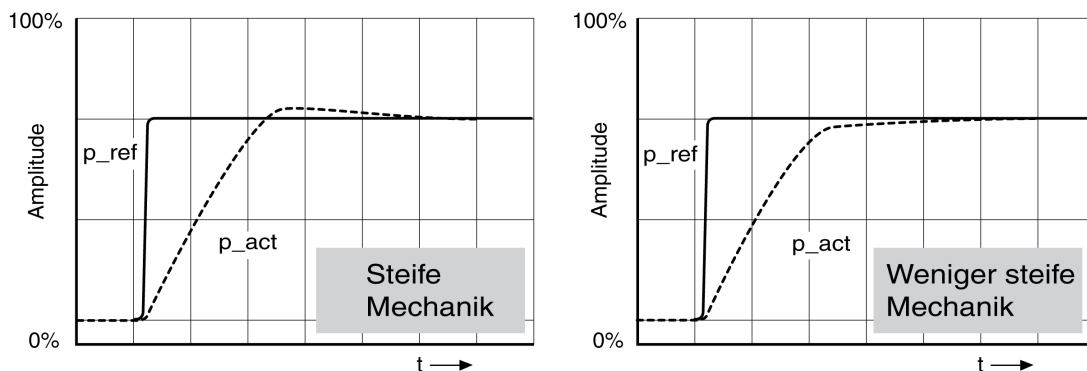 100%
Amplitude
p_ref
p_act
Steife
Mechanik
0%
t
100%
Amplitude
p_ref
p_act
Weniger steife
Mechanik
0%
t